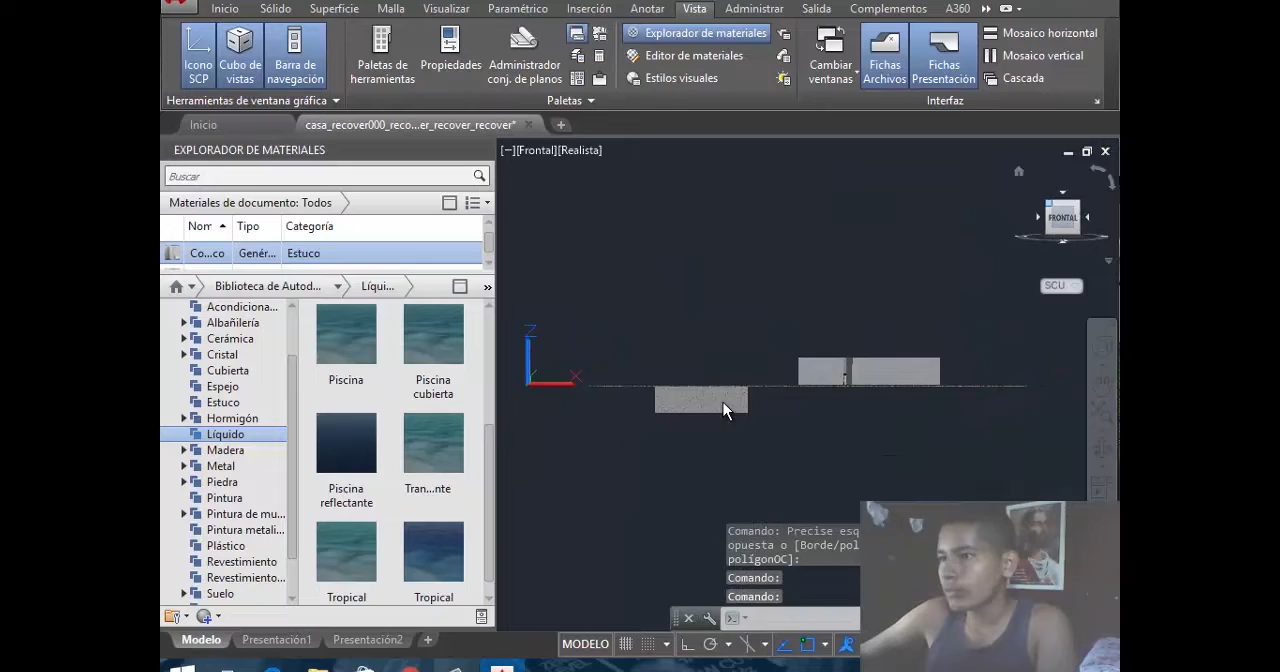 Inicio Sólido Superficie Malla Visualizar Paramétrico Inserción Anotar Vista Administrar Salida Complementos A360
Icono SCP
Cubo de vistas
Barra de navegación
Paletas de herramientas
Propiedades
Administrador conj. de planos
Explorador de materiales
Editor de materiales
Estilos visuales
Cambiar ventanas
Fichas Archivos
Fichas Presentación
Mosaico horizontal
Mosaico vertical
Cascada
Herramientas de ventana gráfica
Paletas
Interfaz
Inicio
casa_recover000_reco...er_recover_recover*
EXPLORADOR DE MATERIALES
[−][Frontal][Realista]
Buscar
Materiales de documento: Todos
Nom Tipo Categoría
Co...co Genér... Estuco
Biblioteca de Autod... Líqui...
Acondiciona...
Albañilería
Cerámica
Cristal
Cubierta
Espejo
Estuco
Hormigón
Líquido
Madera
Metal
Piedra
Pintura
Pintura de mu...
Pintura metali...
Plástico
Revestimiento
Revestimiento...
Suelo
Piscina
Piscina cubierta
Piscina reflectante
Tran...nte
Tropical
Tropical
FRONTAL
SCU
Z
X
Comando: Precise esq
opuesta o [Borde/pol
polígonOC]:
Comando:
Comando:
Modelo Presentación1 Presentación2
MODELO